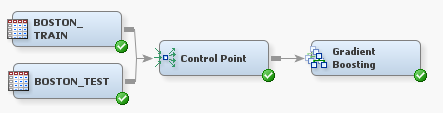 BOSTON_
TRAIN
BOSTON_TEST
Control Point
Gradient
Boosting